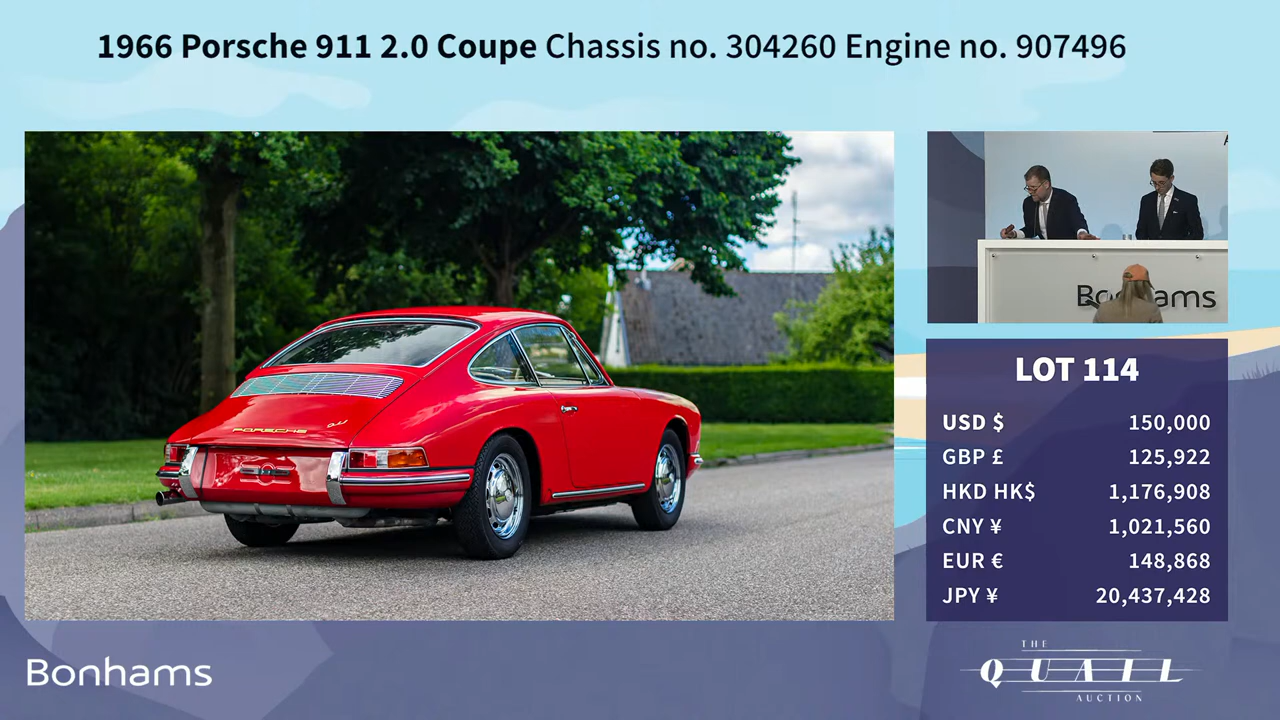 1966 Porsche 911 2.0 Coupe Chassis no. 304260 Engine no. 907496
PORSCHE
Bonhams
LOT 114
USD $ 150,000
GBP £ 125,922
HKD HK$ 1,176,908
CNY ¥ 1,021,560
EUR € 148,868
JPY ¥ 20,437,428
Bonhams
THE
QUAIL
AUCTION